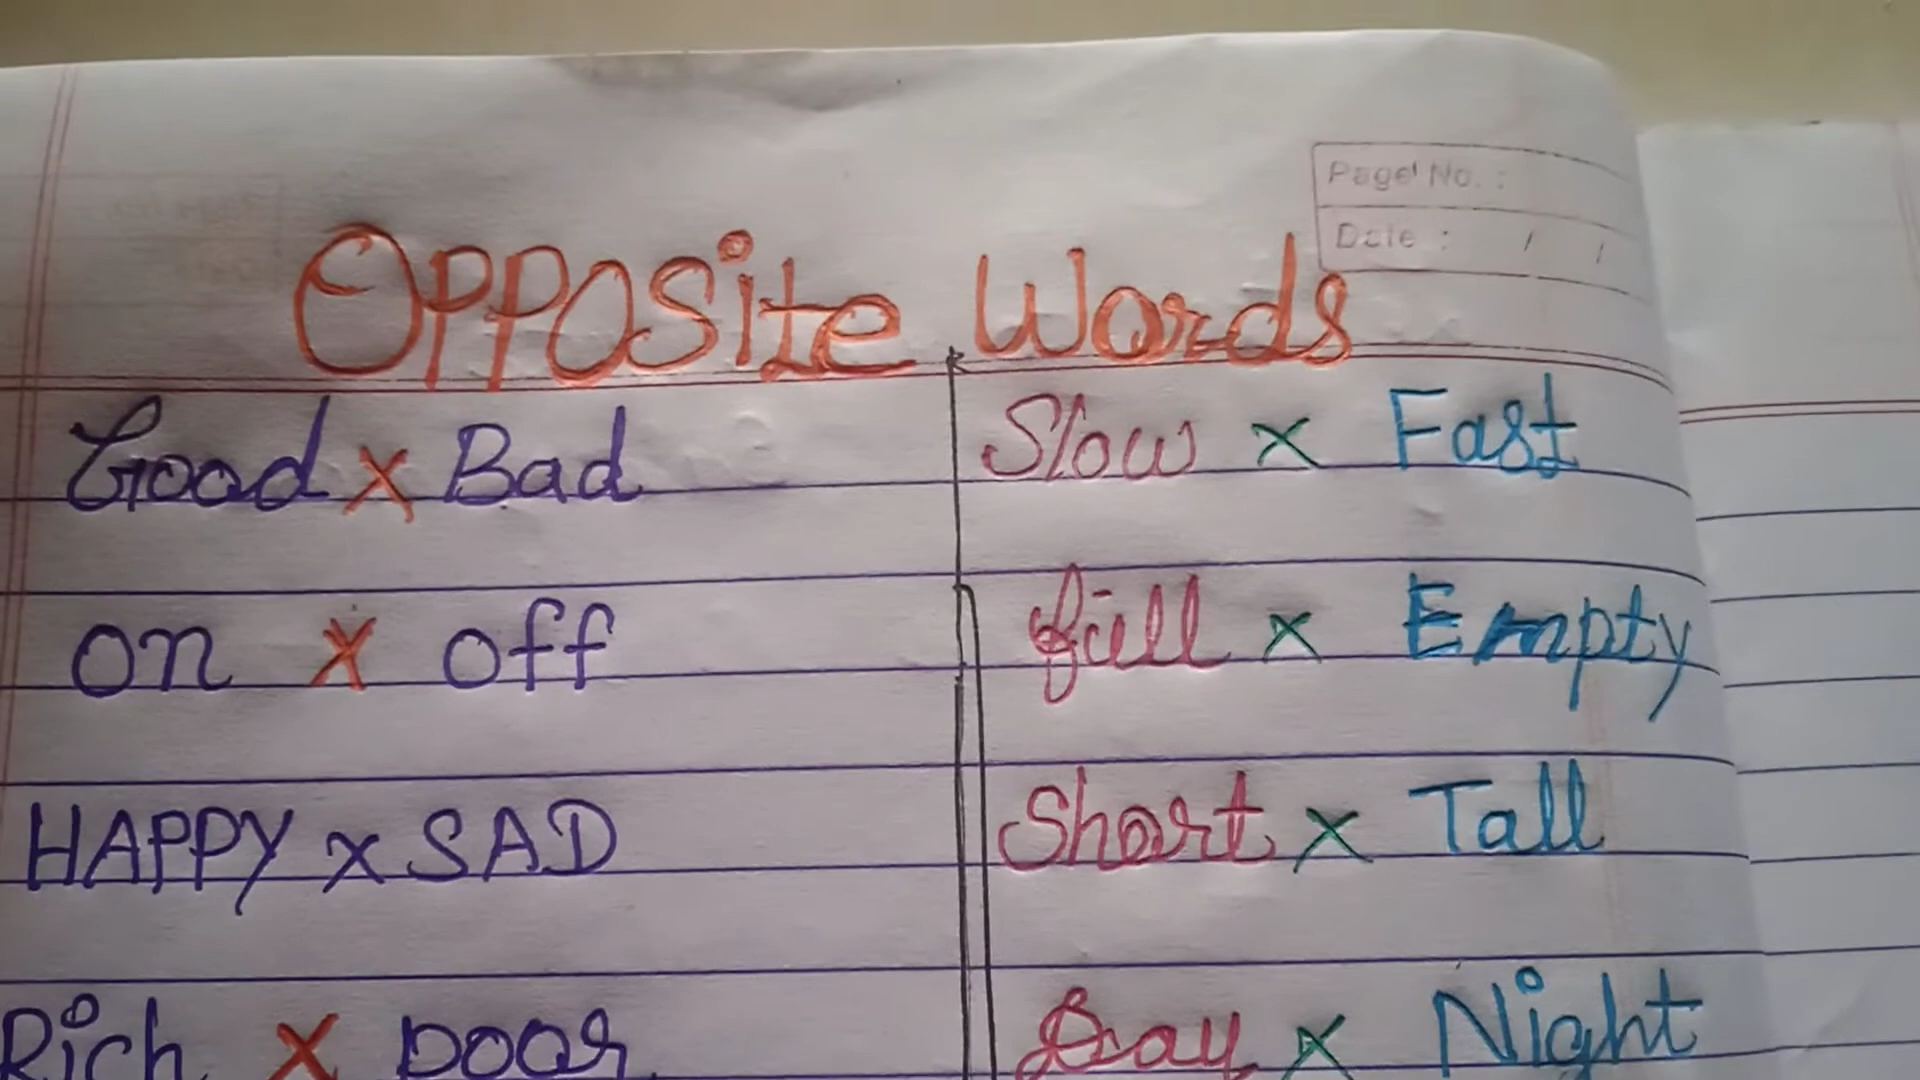 Page No. :
Date : / /
Opposite Words
Good x Bad
on x off
HAPPY x SAD
Rich x poor
Slow x Fast
full x Empty
Short x Tall
Day x Night